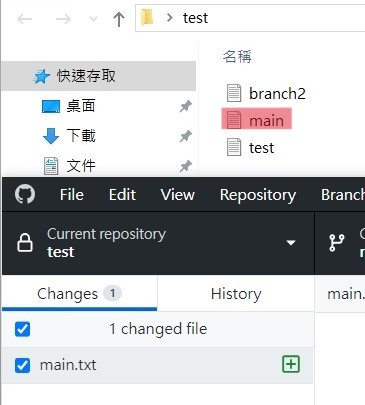 test
名稱
快速存取
桌面
下載
文件
branch2
main
test
File Edit View Repository Branch
Current repository
test
Changes 1 History
1 changed file
main.txt
main.